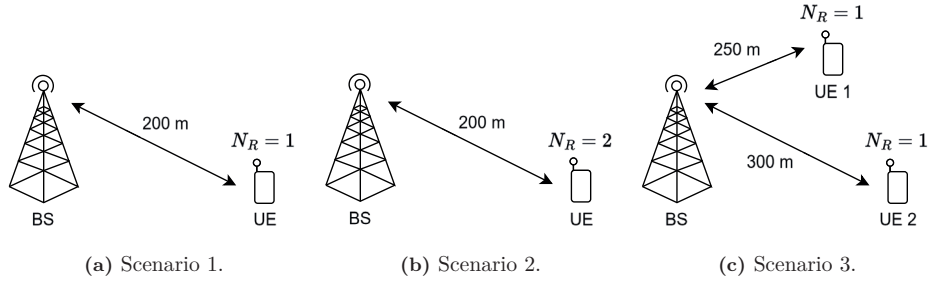 200 m
N_R = 1
BS
UE
(a) Scenario 1.
200 m
N_R = 2
BS
UE
(b) Scenario 2.
N_R = 1
250 m
UE 1
N_R = 1
300 m
BS
UE 2
(c) Scenario 3.